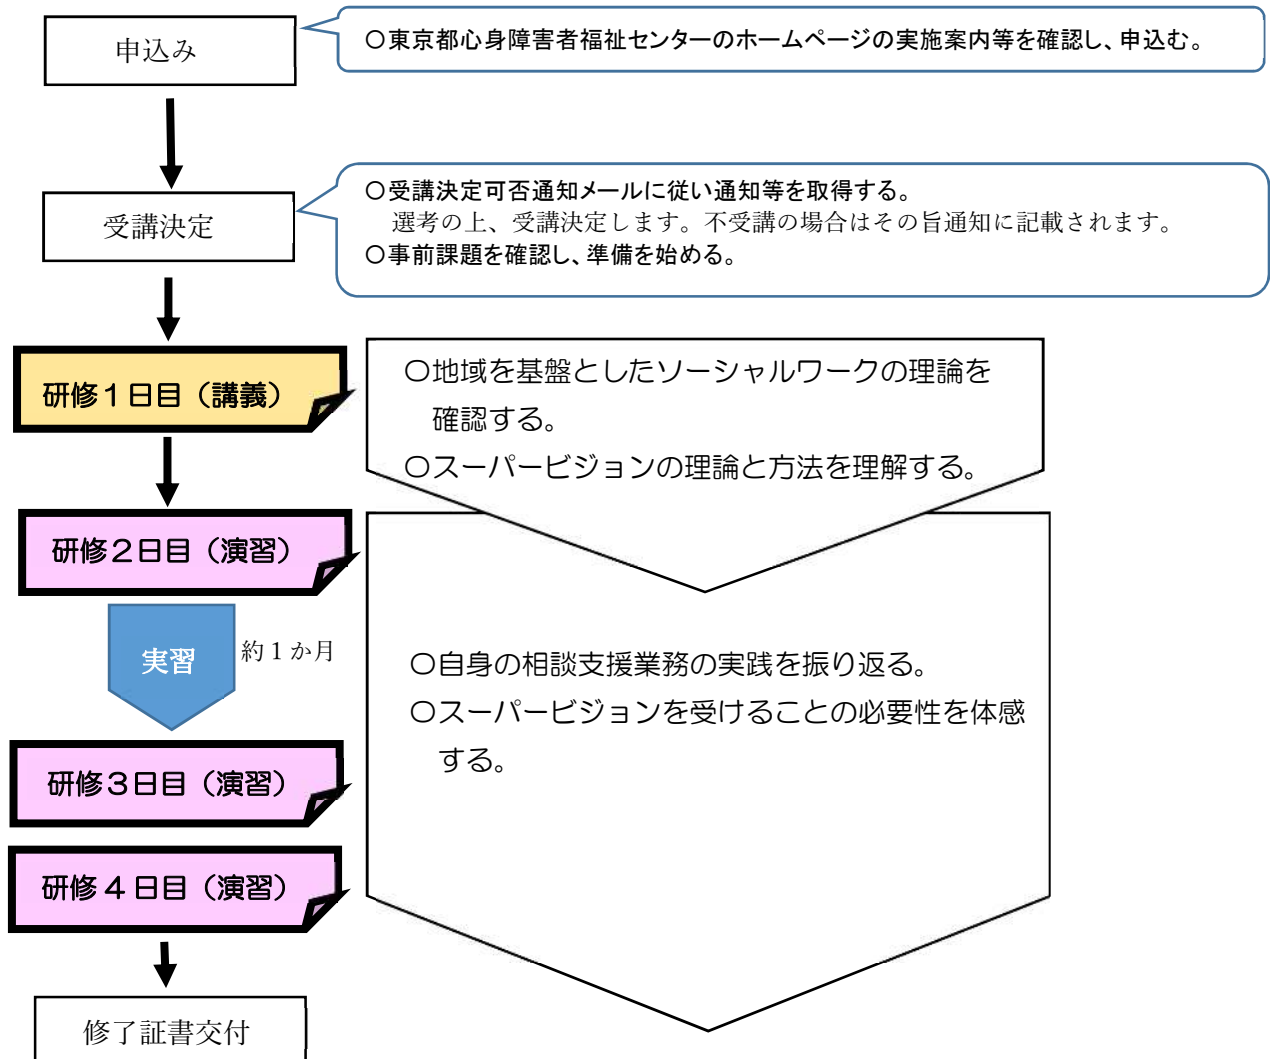 申込み
〇東京都心身障害者福祉センターのホームページの実施案内等を確認し、申込む。
受講決定
〇受講決定可否通知メールに従い通知等を取得する。
選考の上、受講決定します。不受講の場合はその旨通知に記載されます。
〇事前課題を確認し、準備を始める。
研修１日目（講義）
〇地域を基盤としたソーシャルワークの理論を
確認する。
〇スーパービジョンの理論と方法を理解する。
研修２日目（演習）
実習
約１か月
〇自身の相談支援業務の実践を振り返る。
〇スーパービジョンを受けることの必要性を体感
する。
研修３日目（演習）
研修４日目（演習）
修了証書交付